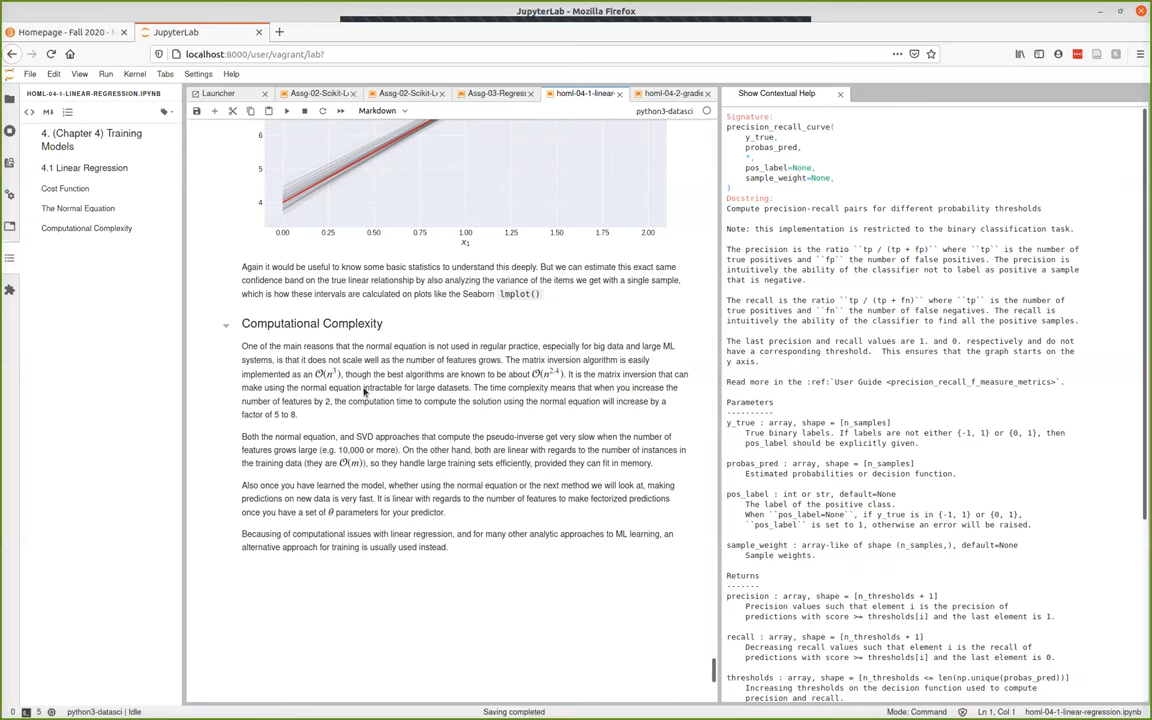 JupyterLab - Mozilla Firefox
Homepage - Fall 2020 -
JupyterLab
localhost:8000/user/vagrant/lab?
File Edit View Run Kernel Tabs Settings Help
HOML-04-1-LINEAR-REGRESSION.IPYNB
4. (Chapter 4) Training
Models
4.1 Linear Regression
Cost Function
The Normal Equation
Computational Complexity
Launcher
Assg-02-Scikit-L
Assg-02-Scikit-L
Assg-03-Regress
homl-04-1-linear-
homl-04-2-gradie
Markdown
python3-datasci
6
5
4
0.00 0.25 0.50 0.75 1.00 1.25 1.50 1.75 2.00
x₁
Again it would be useful to know some basic statistics to understand this deeply. But we can estimate this exact same
confidence band on the true linear relationship by also analyzing the variance of the items we get with a single sample,
which is how these intervals are calculated on plots like the Seaborn lmplot()
Computational Complexity
One of the main reasons that the normal equation is not used in regular practice, especially for big data and large ML
systems, is that it does not scale well as the number of features grows. The matrix inversion algorithm is easily
implemented as an O(n³), though the best algorithms are known to be about O(n²·⁴). It is the matrix inversion that can
make using the normal equation intractable for large datasets. The time complexity means that when you increase the
number of features by 2, the computation time to compute the solution using the normal equation will increase by a
factor of 5 to 8.
Both the normal equation, and SVD approaches that compute the pseudo-inverse get very slow when the number of
features grows large (e.g. 10,000 or more). On the other hand, both are linear with regards to the number of instances in
the training data (they are O(m)), so they handle large training sets efficiently, provided they can fit in memory.
Also once you have learned the model, whether using the normal equation or the next method we will look at, making
predictions on new data is very fast. It is linear with regards to the number of features to make fectorized predictions
once you have a set of θ parameters for your predictor.
Becausing of computational issues with linear regression, and for many other analytic approaches to ML learning, an
alternative approach for training is usually used instead.
Show Contextual Help
Signature:
precision_recall_curve(
y_true,
probas_pred,
*,
pos_label=None,
sample_weight=None,
)
Docstring:
Compute precision-recall pairs for different probability thresholds
Note: this implementation is restricted to the binary classification task.
The precision is the ratio ``tp / (tp + fp)`` where ``tp`` is the number of
true positives and ``fp`` the number of false positives. The precision is
intuitively the ability of the classifier not to label as positive a sample
that is negative.
The recall is the ratio ``tp / (tp + fn)`` where ``tp`` is the number of
true positives and ``fn`` the number of false negatives. The recall is
intuitively the ability of the classifier to find all the positive samples.
The last precision and recall values are 1. and 0. respectively and do not
have a corresponding threshold.  This ensures that the graph starts on the
y axis.
Read more in the :ref:`User Guide <precision_recall_f_measure_metrics>`.
Parameters
----------
y_true : array, shape = [n_samples]
True binary labels. If labels are not either {-1, 1} or {0, 1}, then
pos_label should be explicitly given.
probas_pred : array, shape = [n_samples]
Estimated probabilities or decision function.
pos_label : int or str, default=None
The label of the positive class.
When ``pos_label=None``, if y_true is in {-1, 1} or {0, 1},
``pos_label`` is set to 1, otherwise an error will be raised.
sample_weight : array-like of shape (n_samples,), default=None
Sample weights.
Returns
-------
precision : array, shape = [n_thresholds + 1]
Precision values such that element i is the precision of
predictions with score >= thresholds[i] and the last element is 1.
recall : array, shape = [n_thresholds + 1]
Decreasing recall values such that element i is the recall of
predictions with score >= thresholds[i] and the last element is 0.
thresholds : array, shape = [n_thresholds <= len(np.unique(probas_pred))]
Increasing thresholds on the decision function used to compute
precision and recall.
0 5 python3-datasci | Idle
Saving completed
Mode: Command
Ln 1, Col 1
homl-04-1-linear-regression.ipynb